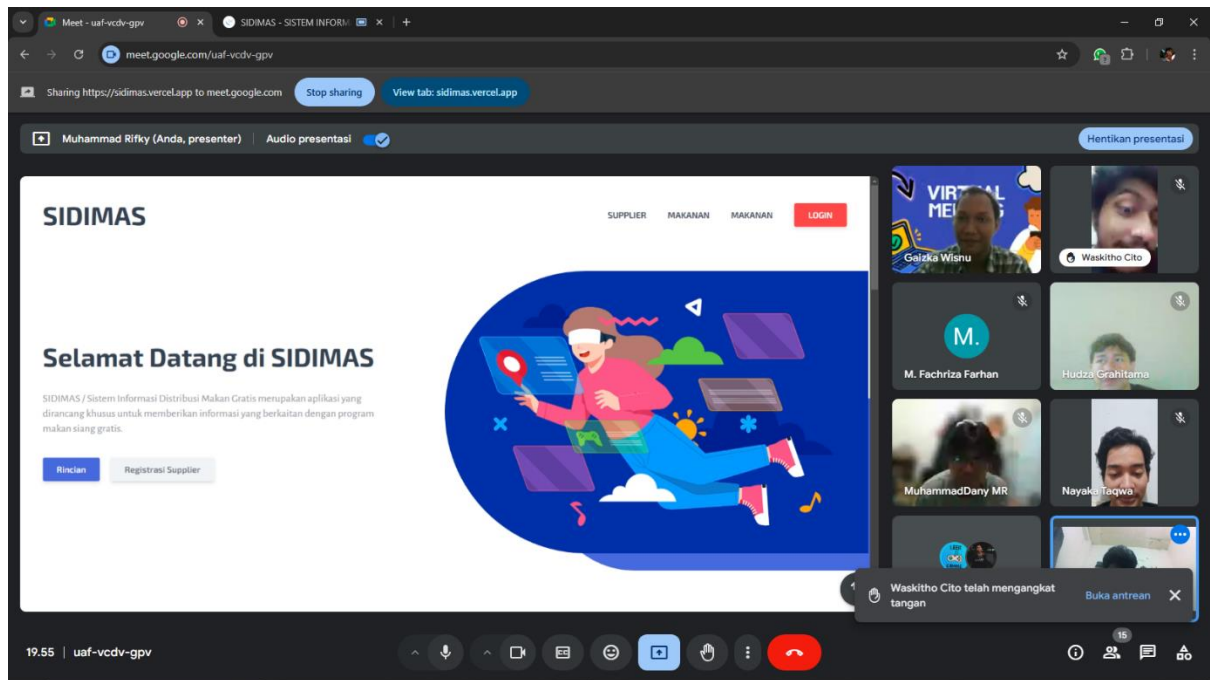 Meet - uaf-vcdv-gpv
SIDIMAS - SISTEM INFORM
meet.google.com/uaf-vcdv-gpv
Sharing https://sidimas.vercel.app to meet.google.com
Stop sharing
View tab: sidimas.vercel.app
Muhammad Rifky (Anda, presenter)
Audio presentasi
Hentikan presentasi
SIDIMAS
SUPPLIER MAKANAN MAKANAN LOGIN
Selamat Datang di SIDIMAS
SIDIMAS / Sistem Informasi Distribusi Makan Gratis merupakan aplikasi yang
dirancang khusus untuk memberikan informasi yang berkaitan dengan program
makan siang gratis.
Rincian
Registrasi Supplier
Gaizka Wisnu
Waskitho Cito
M.
M. Fachriza Farhan
Hudza Grahitama
MuhammadDany MR
Nayaka Taqwa
Waskitho Cito telah mengangkat
tangan
Buka antrean
19.55 | uaf-vcdv-gpv
15